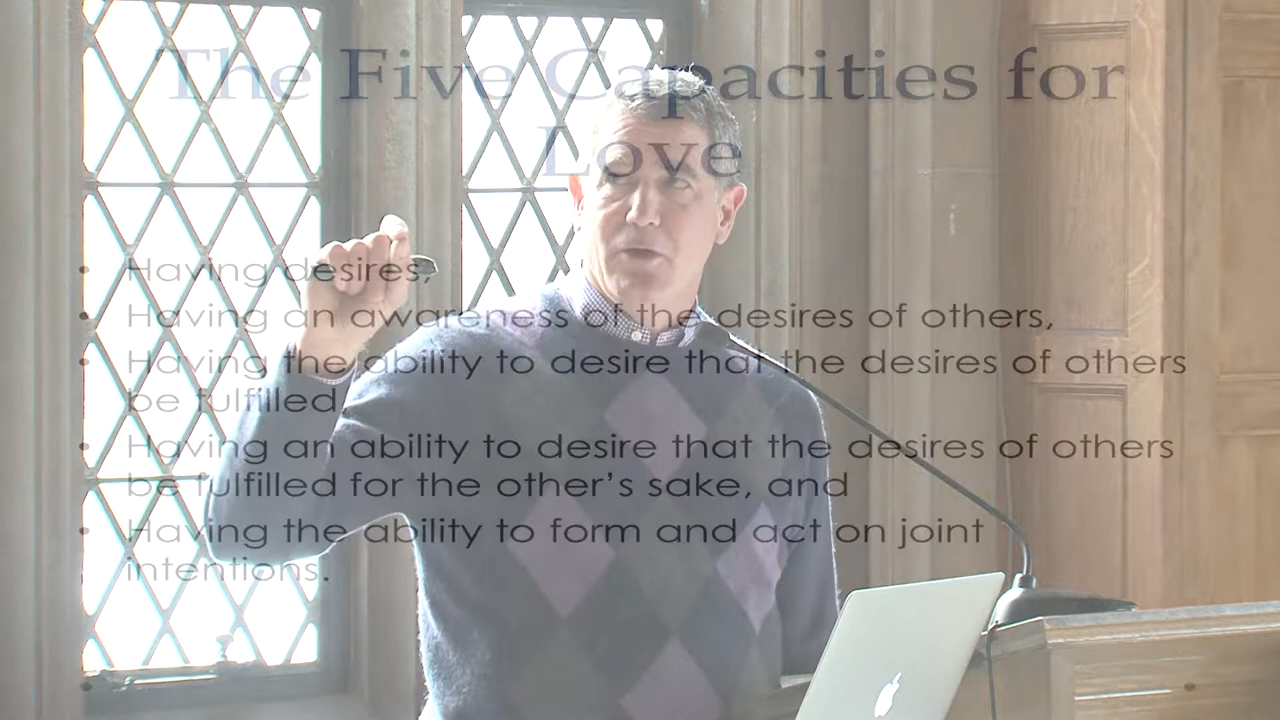 The Five Capacities for
Love
• Having desires,
• Having an awareness of the desires of others,
• Having the ability to desire that the desires of others
be fulfilled
• Having an ability to desire that the desires of others
be fulfilled for the other’s sake, and
• Having the ability to form and act on joint
intentions.